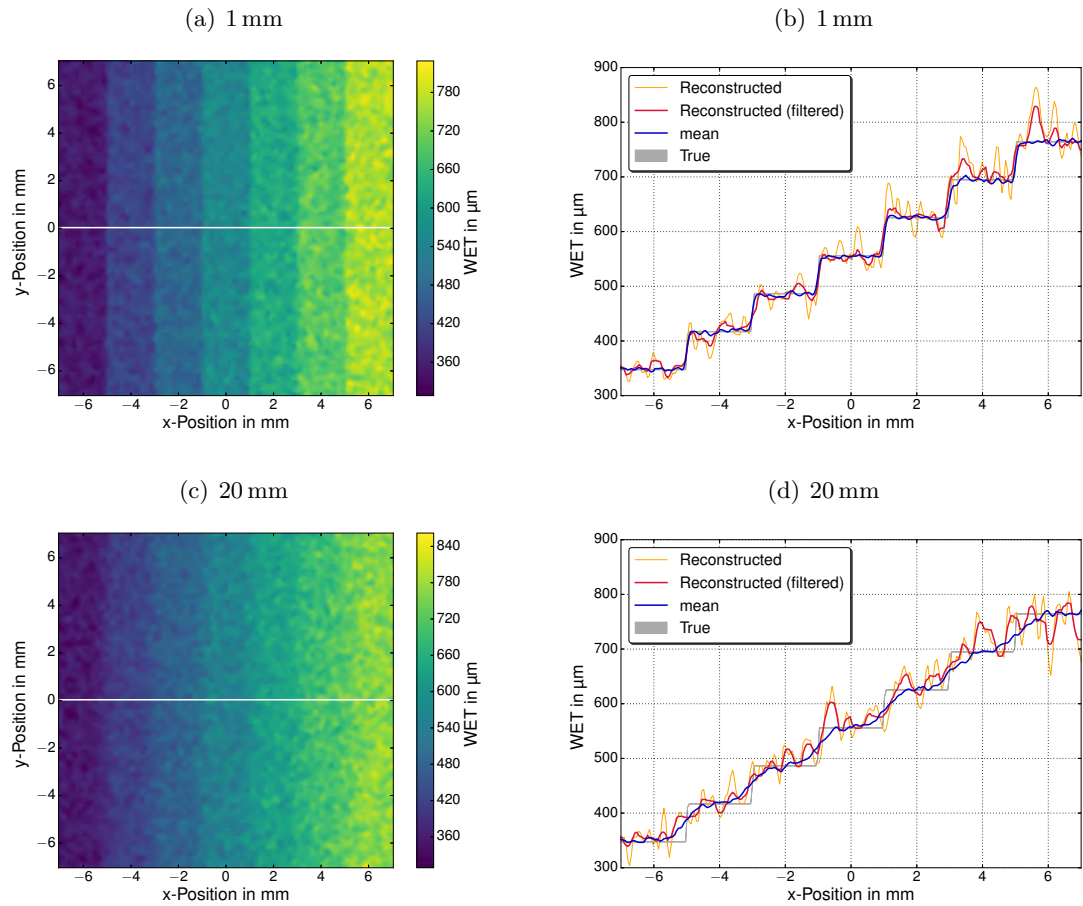 (a) 1 mm
6
4
2
0
−2
−4
−6
y-Position in mm
−6 −4 −2 0 2 4 6
x-Position in mm
780
720
660
600
540
480
420
360
WET in µm
(b) 1 mm
900
800
700
600
500
400
300
WET in µm
Reconstructed
Reconstructed (filtered)
mean
True
−6 −4 −2 0 2 4 6
x-Position in mm
(c) 20 mm
6
4
2
0
−2
−4
−6
y-Position in mm
−6 −4 −2 0 2 4 6
x-Position in mm
840
780
720
660
600
540
480
420
360
WET in µm
(d) 20 mm
900
800
700
600
500
400
300
WET in µm
Reconstructed
Reconstructed (filtered)
mean
True
−6 −4 −2 0 2 4 6
x-Position in mm